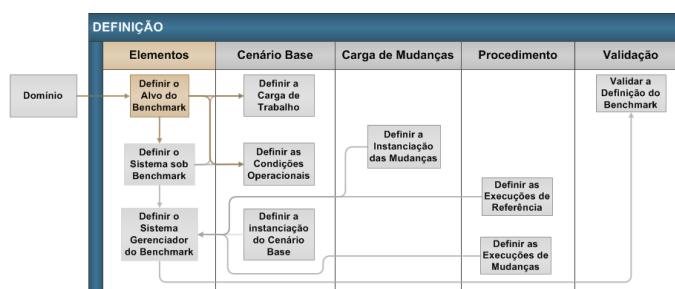 DEFINIÇÃO
Elementos
Cenário Base
Carga de Mudanças
Procedimento
Validação
Domínio
Definir o
Alvo do
Benchmark
Definir a
Carga de
Trabalho
Validar a
Definição do
Benchmark
Definir o
Sistema sob
Benchmark
Definir as
Condições
Operacionais
Definir a
Instanciação
das Mudanças
Definir as
Execuções de
Referência
Definir o
Sistema
Gerenciador
do Benchmark
Definir a
instanciação
do Cenário
Base
Definir as
Execuções de
Mudanças